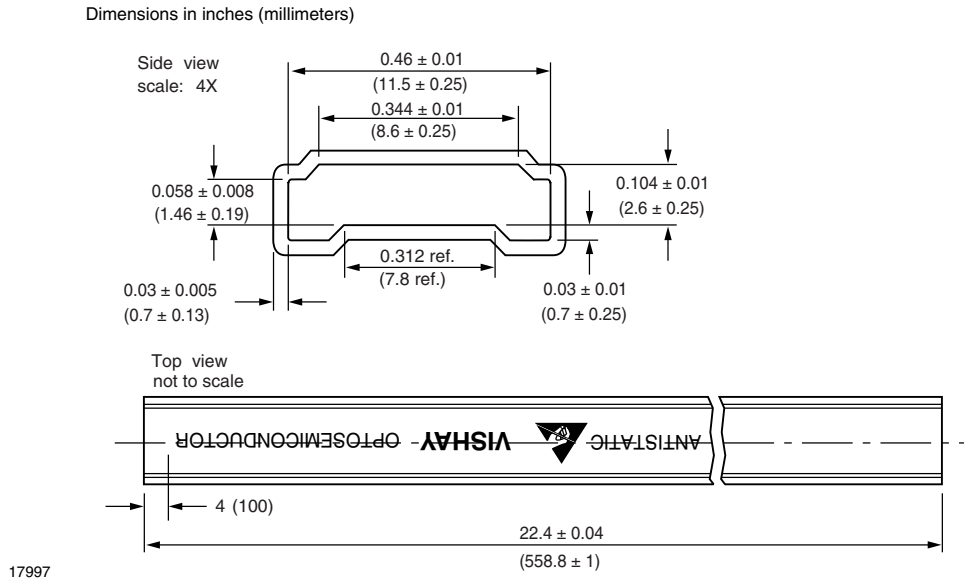 Dimensions in inches (millimeters)
Side view
scale: 4X
0.46 ± 0.01
(11.5 ± 0.25)
0.344 ± 0.01
(8.6 ± 0.25)
0.058 ± 0.008
(1.46 ± 0.19)
0.104 ± 0.01
(2.6 ± 0.25)
0.312 ref.
(7.8 ref.)
0.03 ± 0.005
(0.7 ± 0.13)
0.03 ± 0.01
(0.7 ± 0.25)
Top view
not to scale
ANTISTATIC VISHAY OPTOSEMICONDUCTOR
4 (100)
22.4 ± 0.04
(558.8 ± 1)
17997